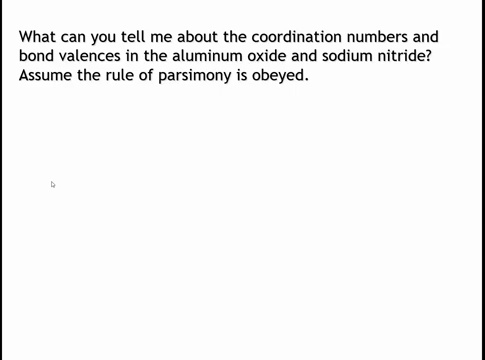 What can you tell me about the coordination numbers and
bond valences in the aluminum oxide and sodium nitride?
Assume the rule of parsimony is obeyed.